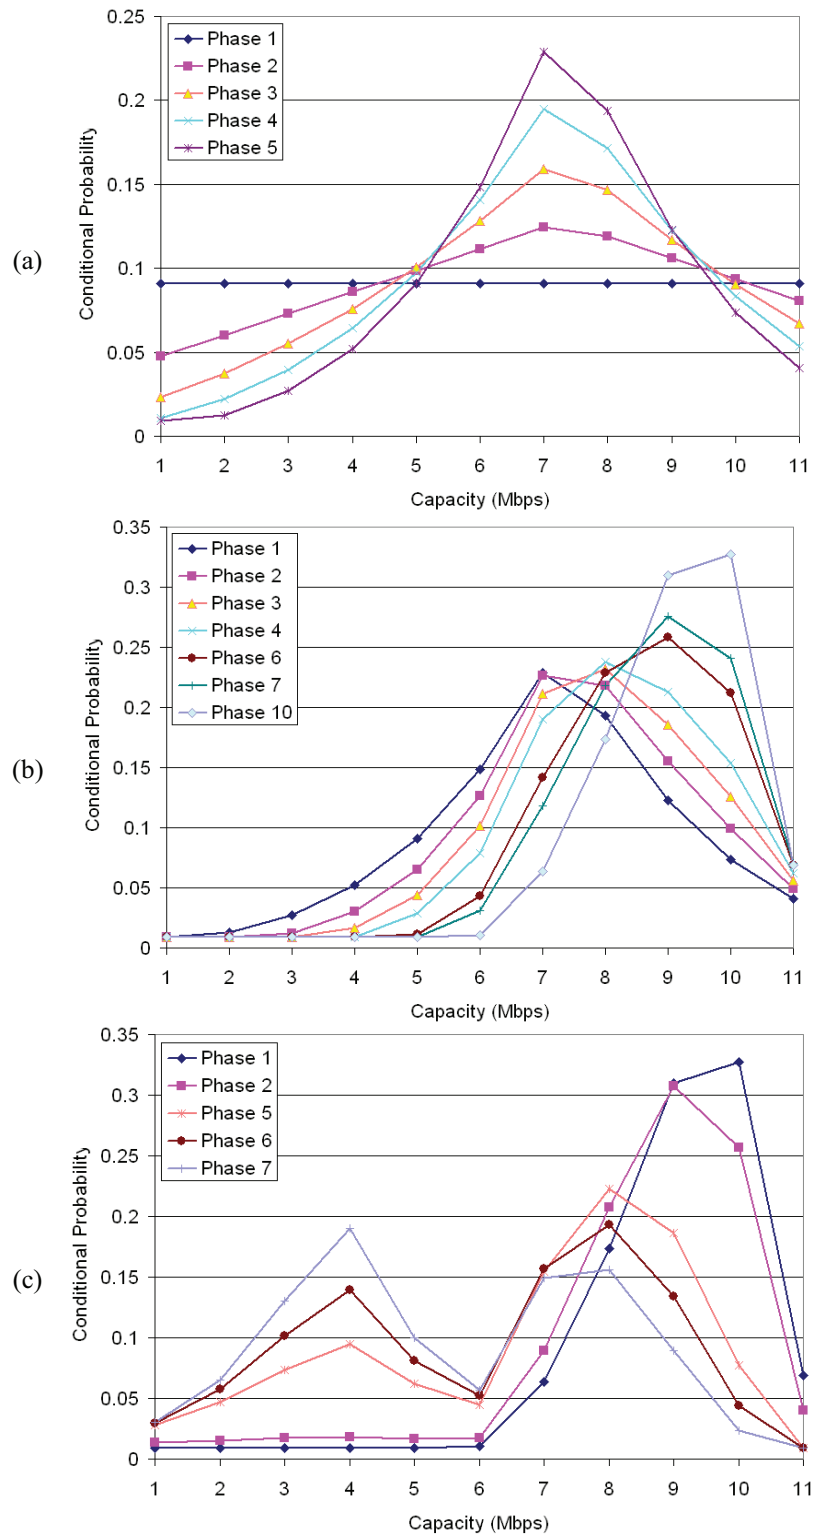 (a)
Conditional Probability
0.25
0.2
0.15
0.1
0.05
0
Phase 1
Phase 2
Phase 3
Phase 4
Phase 5
1 2 3 4 5 6 7 8 9 10 11
Capacity (Mbps)
(b)
Conditional Probability
0.35
0.3
0.25
0.2
0.15
0.1
0.05
0
Phase 1
Phase 2
Phase 3
Phase 4
Phase 6
Phase 7
Phase 10
1 2 3 4 5 6 7 8 9 10 11
Capacity (Mbps)
(c)
Conditional Probability
0.35
0.3
0.25
0.2
0.15
0.1
0.05
0
Phase 1
Phase 2
Phase 5
Phase 6
Phase 7
1 2 3 4 5 6 7 8 9 10 11
Capacity (Mbps)